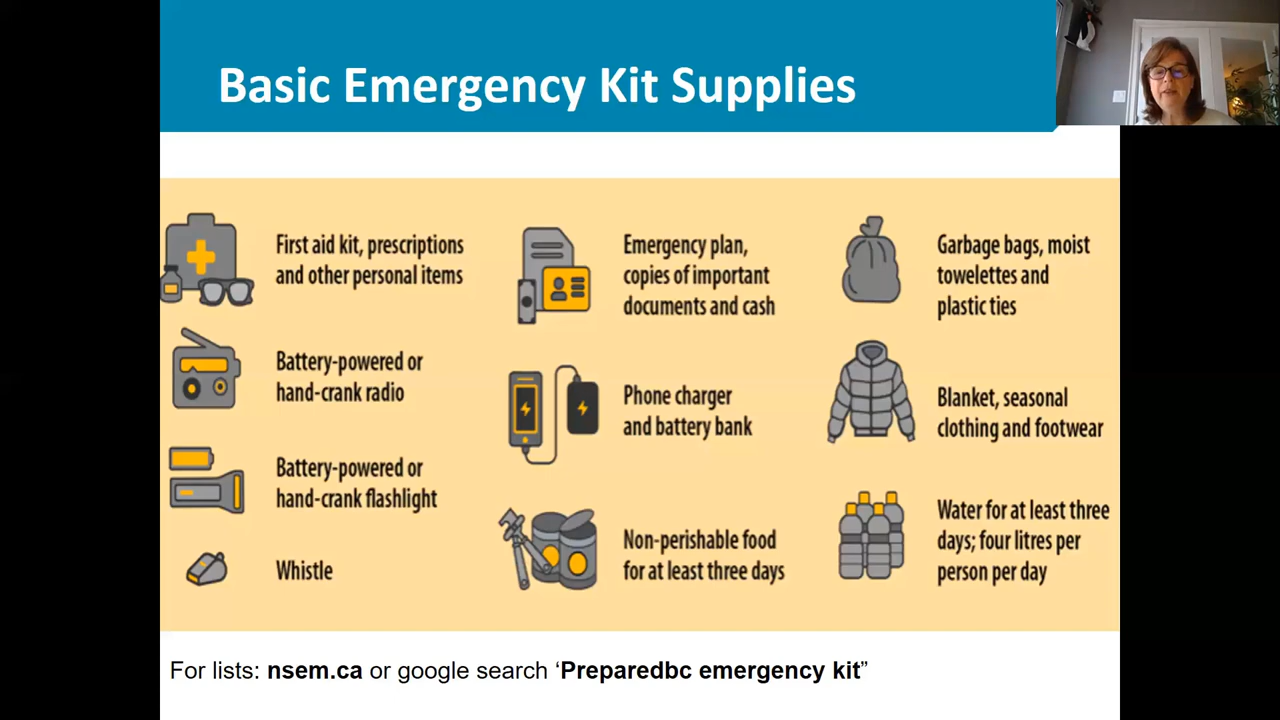 Basic Emergency Kit Supplies
First aid kit, prescriptions
and other personal items
Battery-powered or
hand-crank radio
Battery-powered or
hand-crank flashlight
Whistle
Emergency plan,
copies of important
documents and cash
Phone charger
and battery bank
Non-perishable food
for at least three days
Garbage bags, moist
towelettes and
plastic ties
Blanket, seasonal
clothing and footwear
Water for at least three
days; four litres per
person per day
For lists: nsem.ca or google search ‘Preparedbc emergency kit”